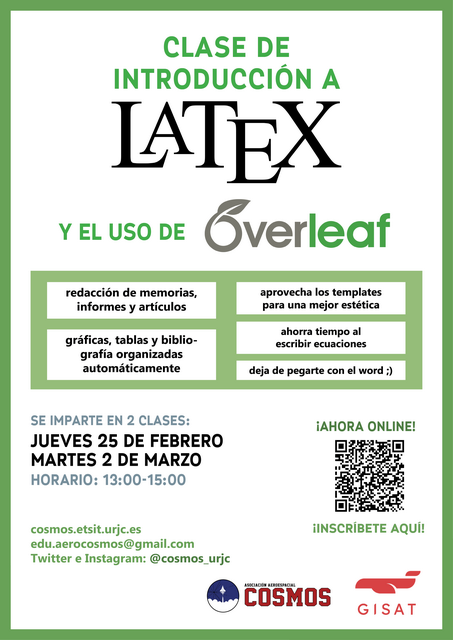 CLASE DE
INTRODUCCIÓN A
LATEX
Y EL USO DE Overleaf
redacción de memorias,
informes y artículos
gráficas, tablas y biblio-
grafía organizadas
automáticamente
aprovecha los templates
para una mejor estética
ahorra tiempo al
escribir ecuaciones
deja de pegarte con el word ;)
SE IMPARTE EN 2 CLASES:
JUEVES 25 DE FEBRERO
MARTES 2 DE MARZO
HORARIO: 13:00-15:00
¡AHORA ONLINE!
¡INSCRÍBETE AQUÍ!
cosmos.etsit.urjc.es
edu.aerocosmos@gmail.com
Twitter e Instagram: @cosmos_urjc
ASOCIACIÓN AEROESPACIAL
COSMOS
GISAT